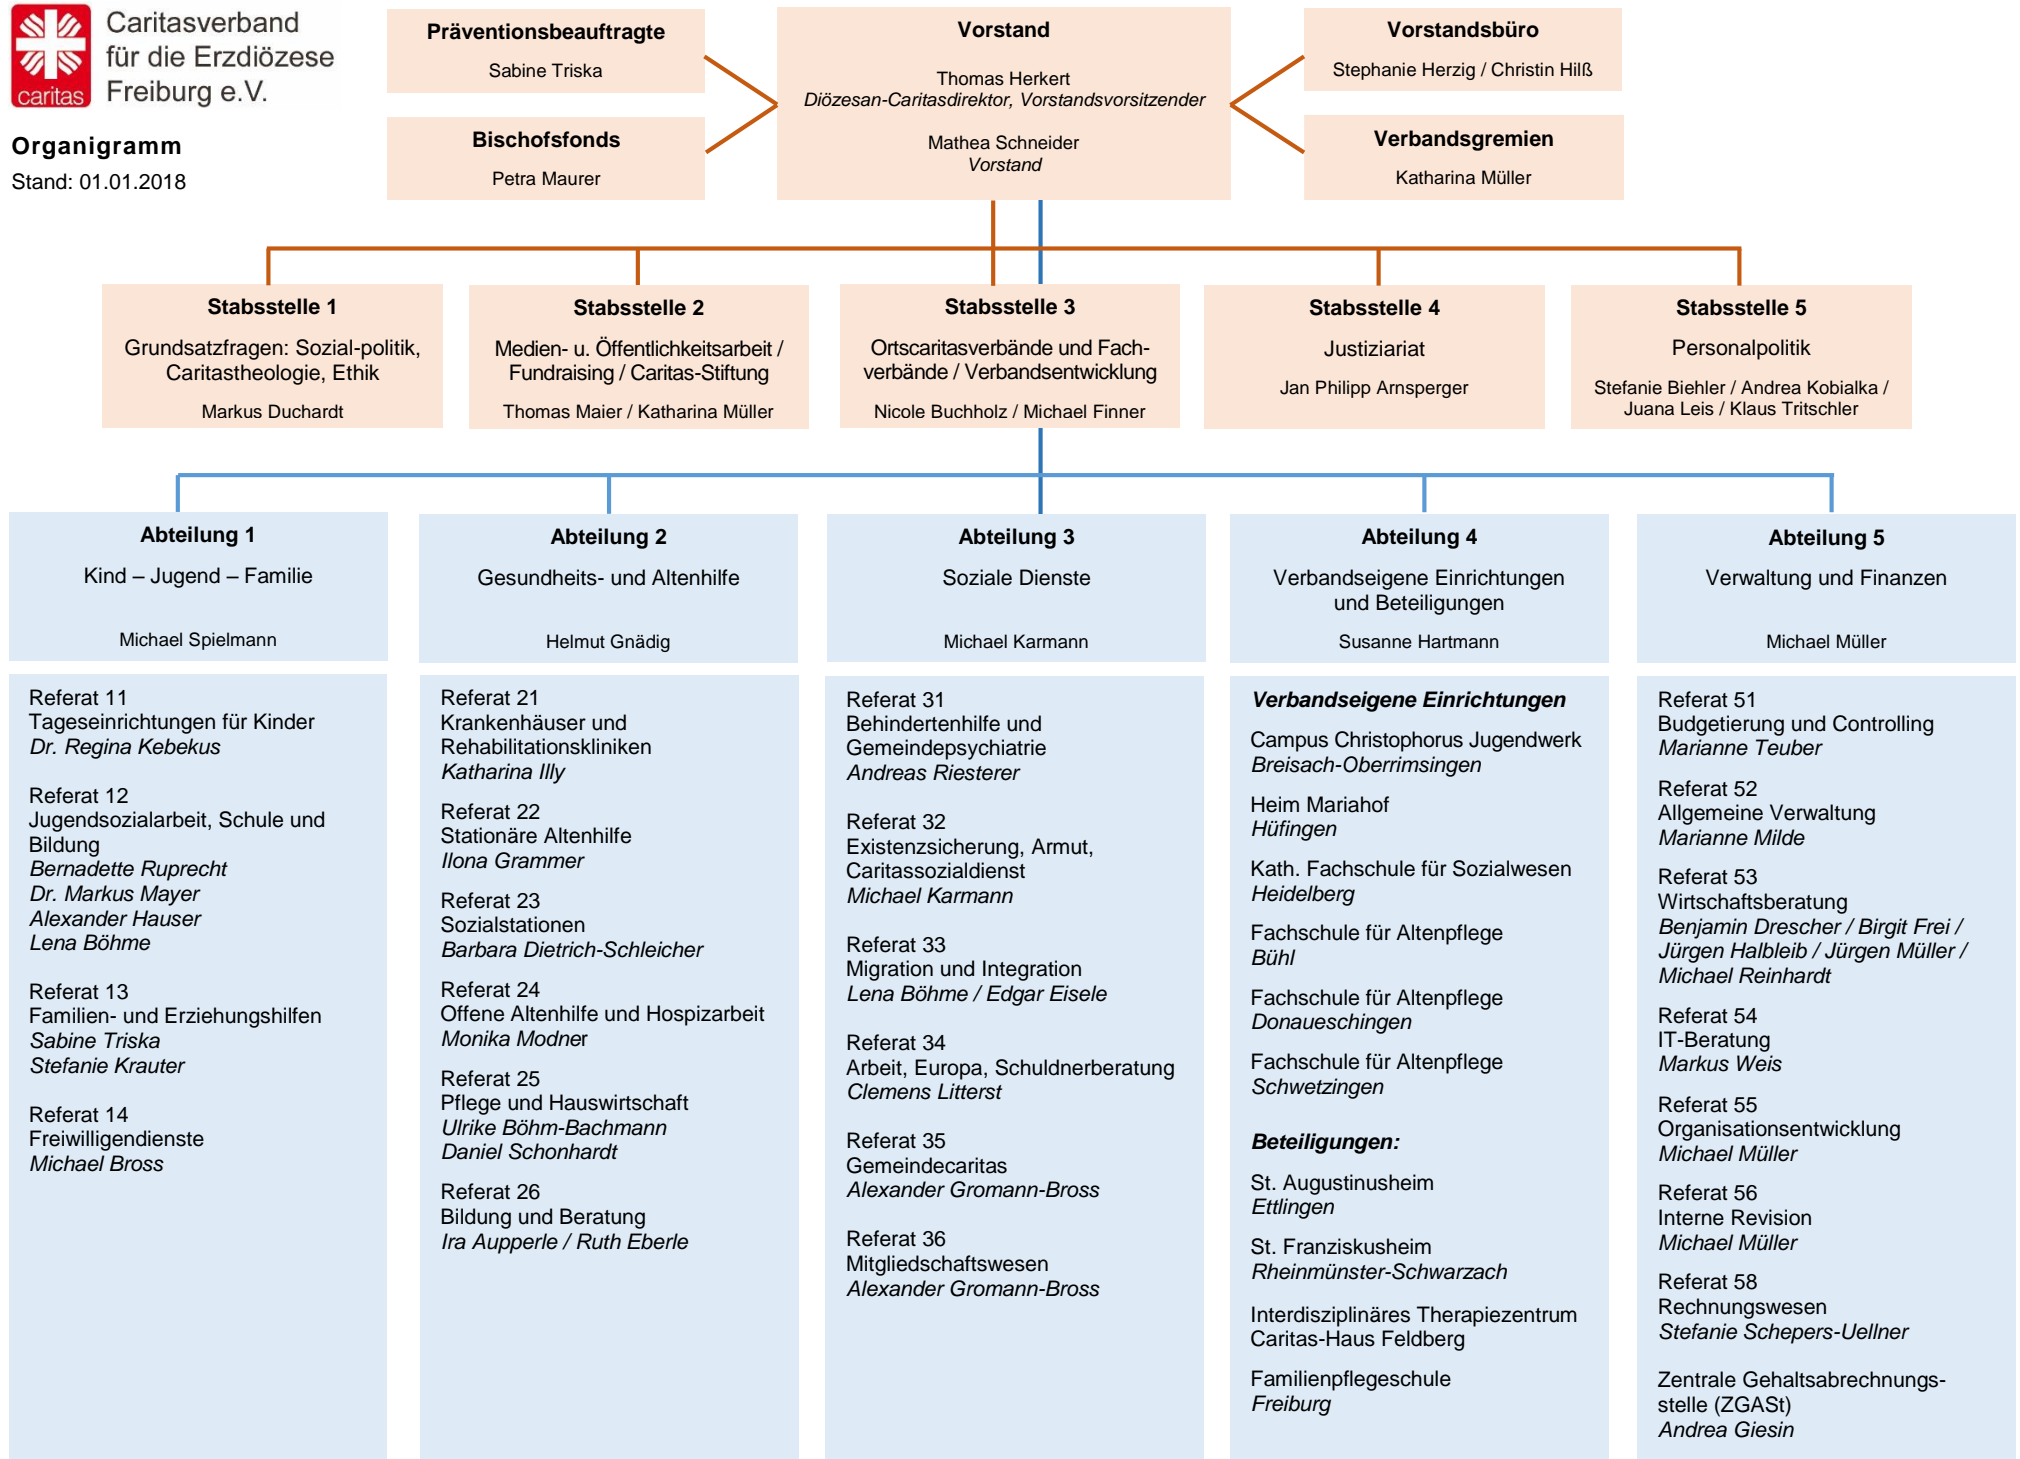 Caritasverband
für die Erzdiözese
Freiburg e.V.
caritas
Organigramm
Stand: 01.01.2018
Präventionsbeauftragte
Sabine Triska
Bischofsfonds
Petra Maurer
Vorstand
Thomas Herkert
Diözesan-Caritasdirektor, Vorstandsvorsitzender
Mathea Schneider
Vorstand
Vorstandsbüro
Stephanie Herzig / Christin Hilß
Verbandsgremien
Katharina Müller
Stabsstelle 1
Grundsatzfragen: Sozial-politik,
Caritastheologie, Ethik
Markus Duchardt
Stabsstelle 2
Medien- u. Öffentlichkeitsarbeit /
Fundraising / Caritas-Stiftung
Thomas Maier / Katharina Müller
Stabsstelle 3
Ortscaritasverbände und Fach-
verbände / Verbandsentwicklung
Nicole Buchholz / Michael Finner
Stabsstelle 4
Justiziariat
Jan Philipp Arnsperger
Stabsstelle 5
Personalpolitik
Stefanie Biehler / Andrea Kobialka /
Juana Leis / Klaus Tritschler
Abteilung 1
Kind – Jugend – Familie
Michael Spielmann
Referat 11
Tageseinrichtungen für Kinder
Dr. Regina Kebekus
Referat 12
Jugendsozialarbeit, Schule und
Bildung
Bernadette Ruprecht
Dr. Markus Mayer
Alexander Hauser
Lena Böhme
Referat 13
Familien- und Erziehungshilfen
Sabine Triska
Stefanie Krauter
Referat 14
Freiwilligendienste
Michael Bross
Abteilung 2
Gesundheits- und Altenhilfe
Helmut Gnädig
Referat 21
Krankenhäuser und
Rehabilitationskliniken
Katharina Illy
Referat 22
Stationäre Altenhilfe
Ilona Grammer
Referat 23
Sozialstationen
Barbara Dietrich-Schleicher
Referat 24
Offene Altenhilfe und Hospizarbeit
Monika Modner
Referat 25
Pflege und Hauswirtschaft
Ulrike Böhm-Bachmann
Daniel Schonhardt
Referat 26
Bildung und Beratung
Ira Aupperle / Ruth Eberle
Abteilung 3
Soziale Dienste
Michael Karmann
Referat 31
Behindertenhilfe und
Gemeindepsychiatrie
Andreas Riesterer
Referat 32
Existenzsicherung, Armut,
Caritassozialdienst
Michael Karmann
Referat 33
Migration und Integration
Lena Böhme / Edgar Eisele
Referat 34
Arbeit, Europa, Schuldnerberatung
Clemens Litterst
Referat 35
Gemeindecaritas
Alexander Gromann-Bross
Referat 36
Mitgliedschaftswesen
Alexander Gromann-Bross
Abteilung 4
Verbandseigene Einrichtungen
und Beteiligungen
Susanne Hartmann
Verbandseigene Einrichtungen
Campus Christophorus Jugendwerk
Breisach-Oberrimsingen
Heim Mariahof
Hüfingen
Kath. Fachschule für Sozialwesen
Heidelberg
Fachschule für Altenpflege
Bühl
Fachschule für Altenpflege
Donaueschingen
Fachschule für Altenpflege
Schwetzingen
Beteiligungen:
St. Augustinusheim
Ettlingen
St. Franziskusheim
Rheinmünster-Schwarzach
Interdisziplinäres Therapiezentrum
Caritas-Haus Feldberg
Familienpflegeschule
Freiburg
Abteilung 5
Verwaltung und Finanzen
Michael Müller
Referat 51
Budgetierung und Controlling
Marianne Teuber
Referat 52
Allgemeine Verwaltung
Marianne Milde
Referat 53
Wirtschaftsberatung
Benjamin Drescher / Birgit Frei /
Jürgen Halbleib / Jürgen Müller /
Michael Reinhardt
Referat 54
IT-Beratung
Markus Weis
Referat 55
Organisationsentwicklung
Michael Müller
Referat 56
Interne Revision
Michael Müller
Referat 58
Rechnungswesen
Stefanie Schepers-Uellner
Zentrale Gehaltsabrechnungs-
stelle (ZGASt)
Andrea Giesin